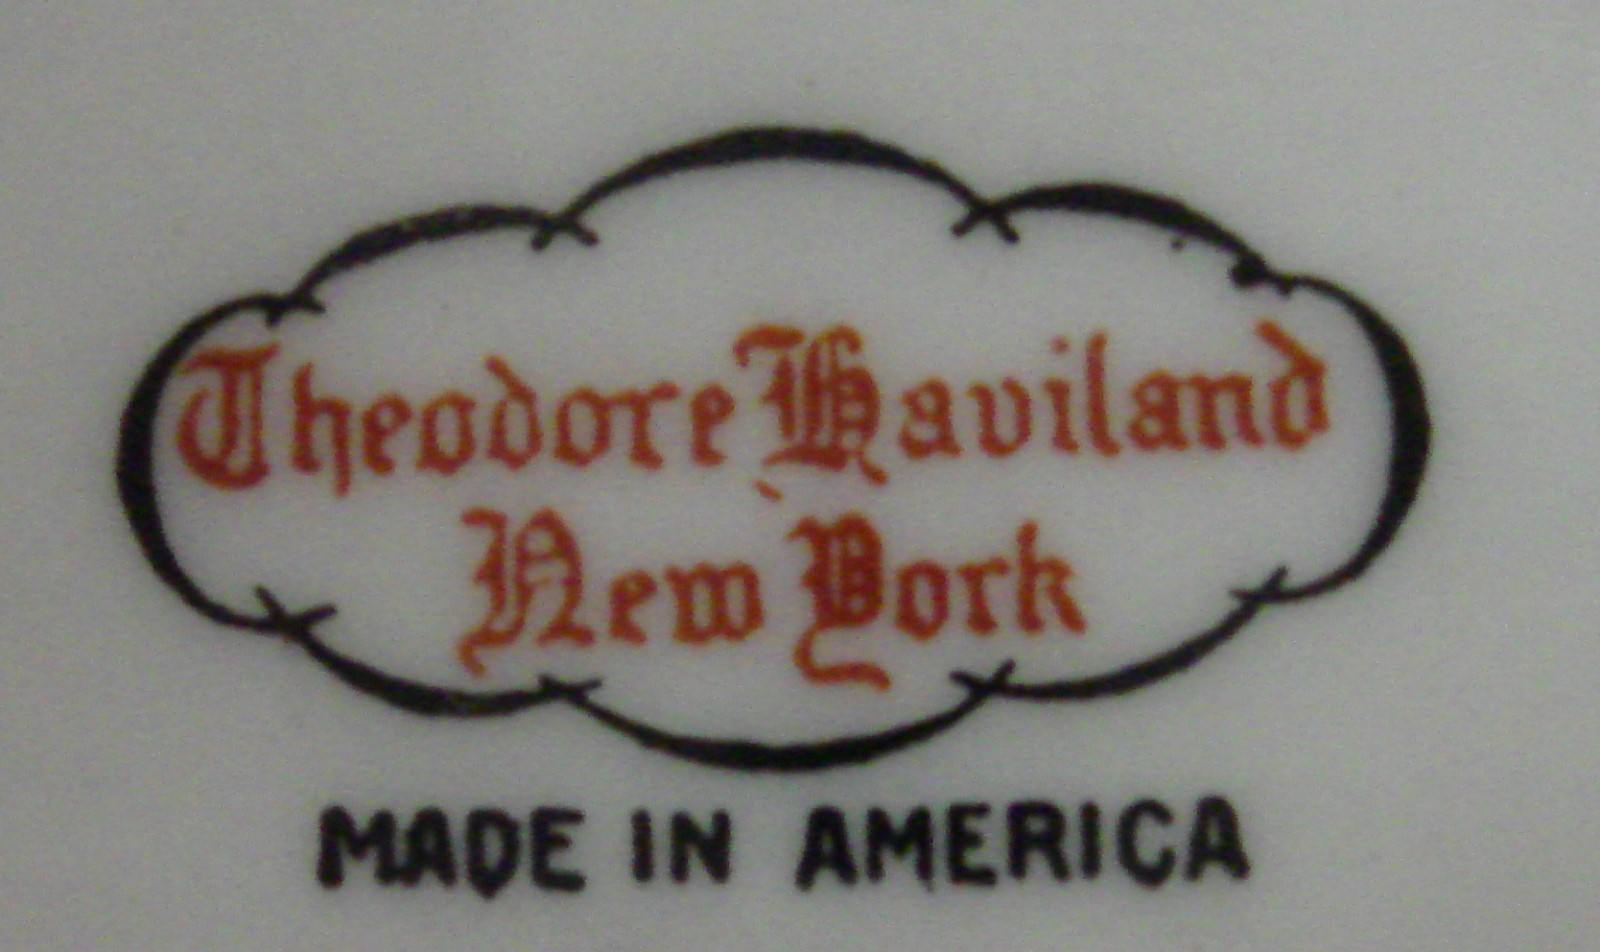 Theodore Haviland
New York
MADE IN AMERICA